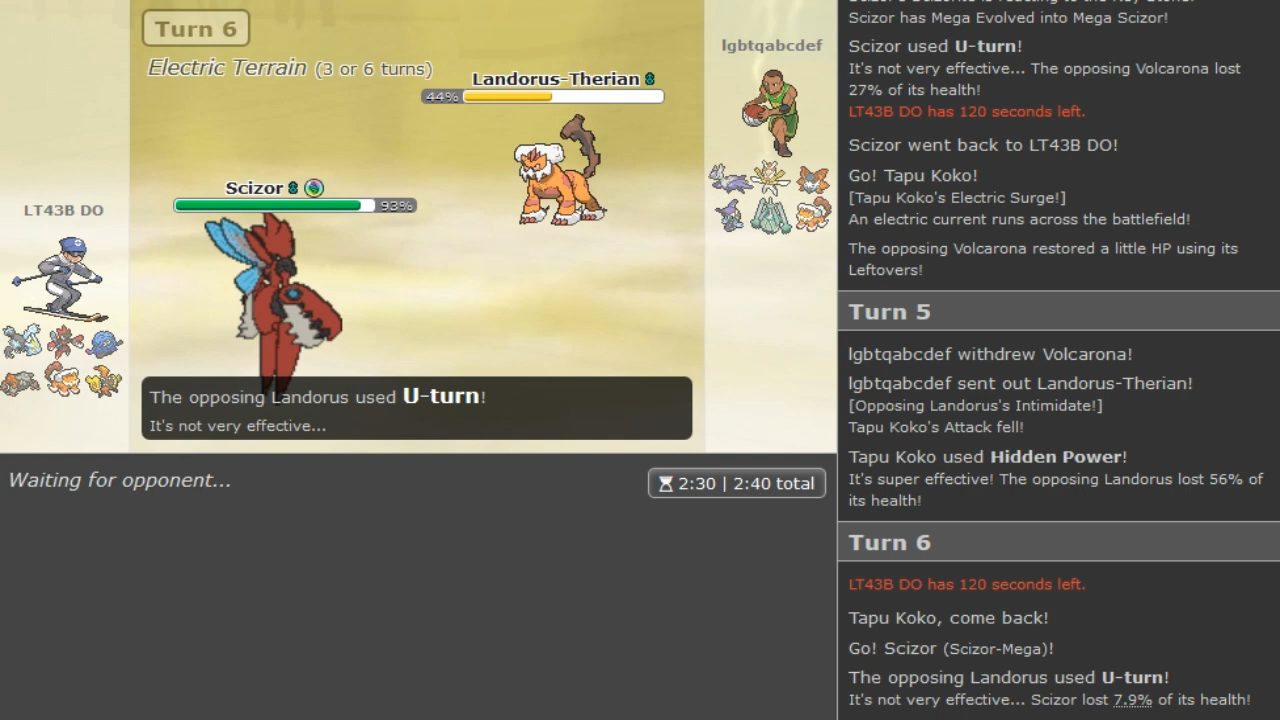 Turn 6
Electric Terrain (3 or 6 turns)
Landorus-Therian
44%
Scizor
93%
LT43B DO
lgbtqabcdef
The opposing Landorus used U-turn!
It's not very effective...
Waiting for opponent...
2:30 | 2:40 total
Scizor has Mega Evolved into Mega Scizor!
Scizor used U-turn!
It's not very effective... The opposing Volcarona lost
27% of its health!
LT43B DO has 120 seconds left.
Scizor went back to LT43B DO!
Go! Tapu Koko!
[Tapu Koko's Electric Surge!]
An electric current runs across the battlefield!
The opposing Volcarona restored a little HP using its
Leftovers!
Turn 5
lgbtqabcdef withdrew Volcarona!
lgbtqabcdef sent out Landorus-Therian!
[Opposing Landorus's Intimidate!]
Tapu Koko's Attack fell!
Tapu Koko used Hidden Power!
It's super effective! The opposing Landorus lost 56% of
its health!
Turn 6
LT43B DO has 120 seconds left.
Tapu Koko, come back!
Go! Scizor (Scizor-Mega)!
The opposing Landorus used U-turn!
It's not very effective... Scizor lost 7.9% of its health!